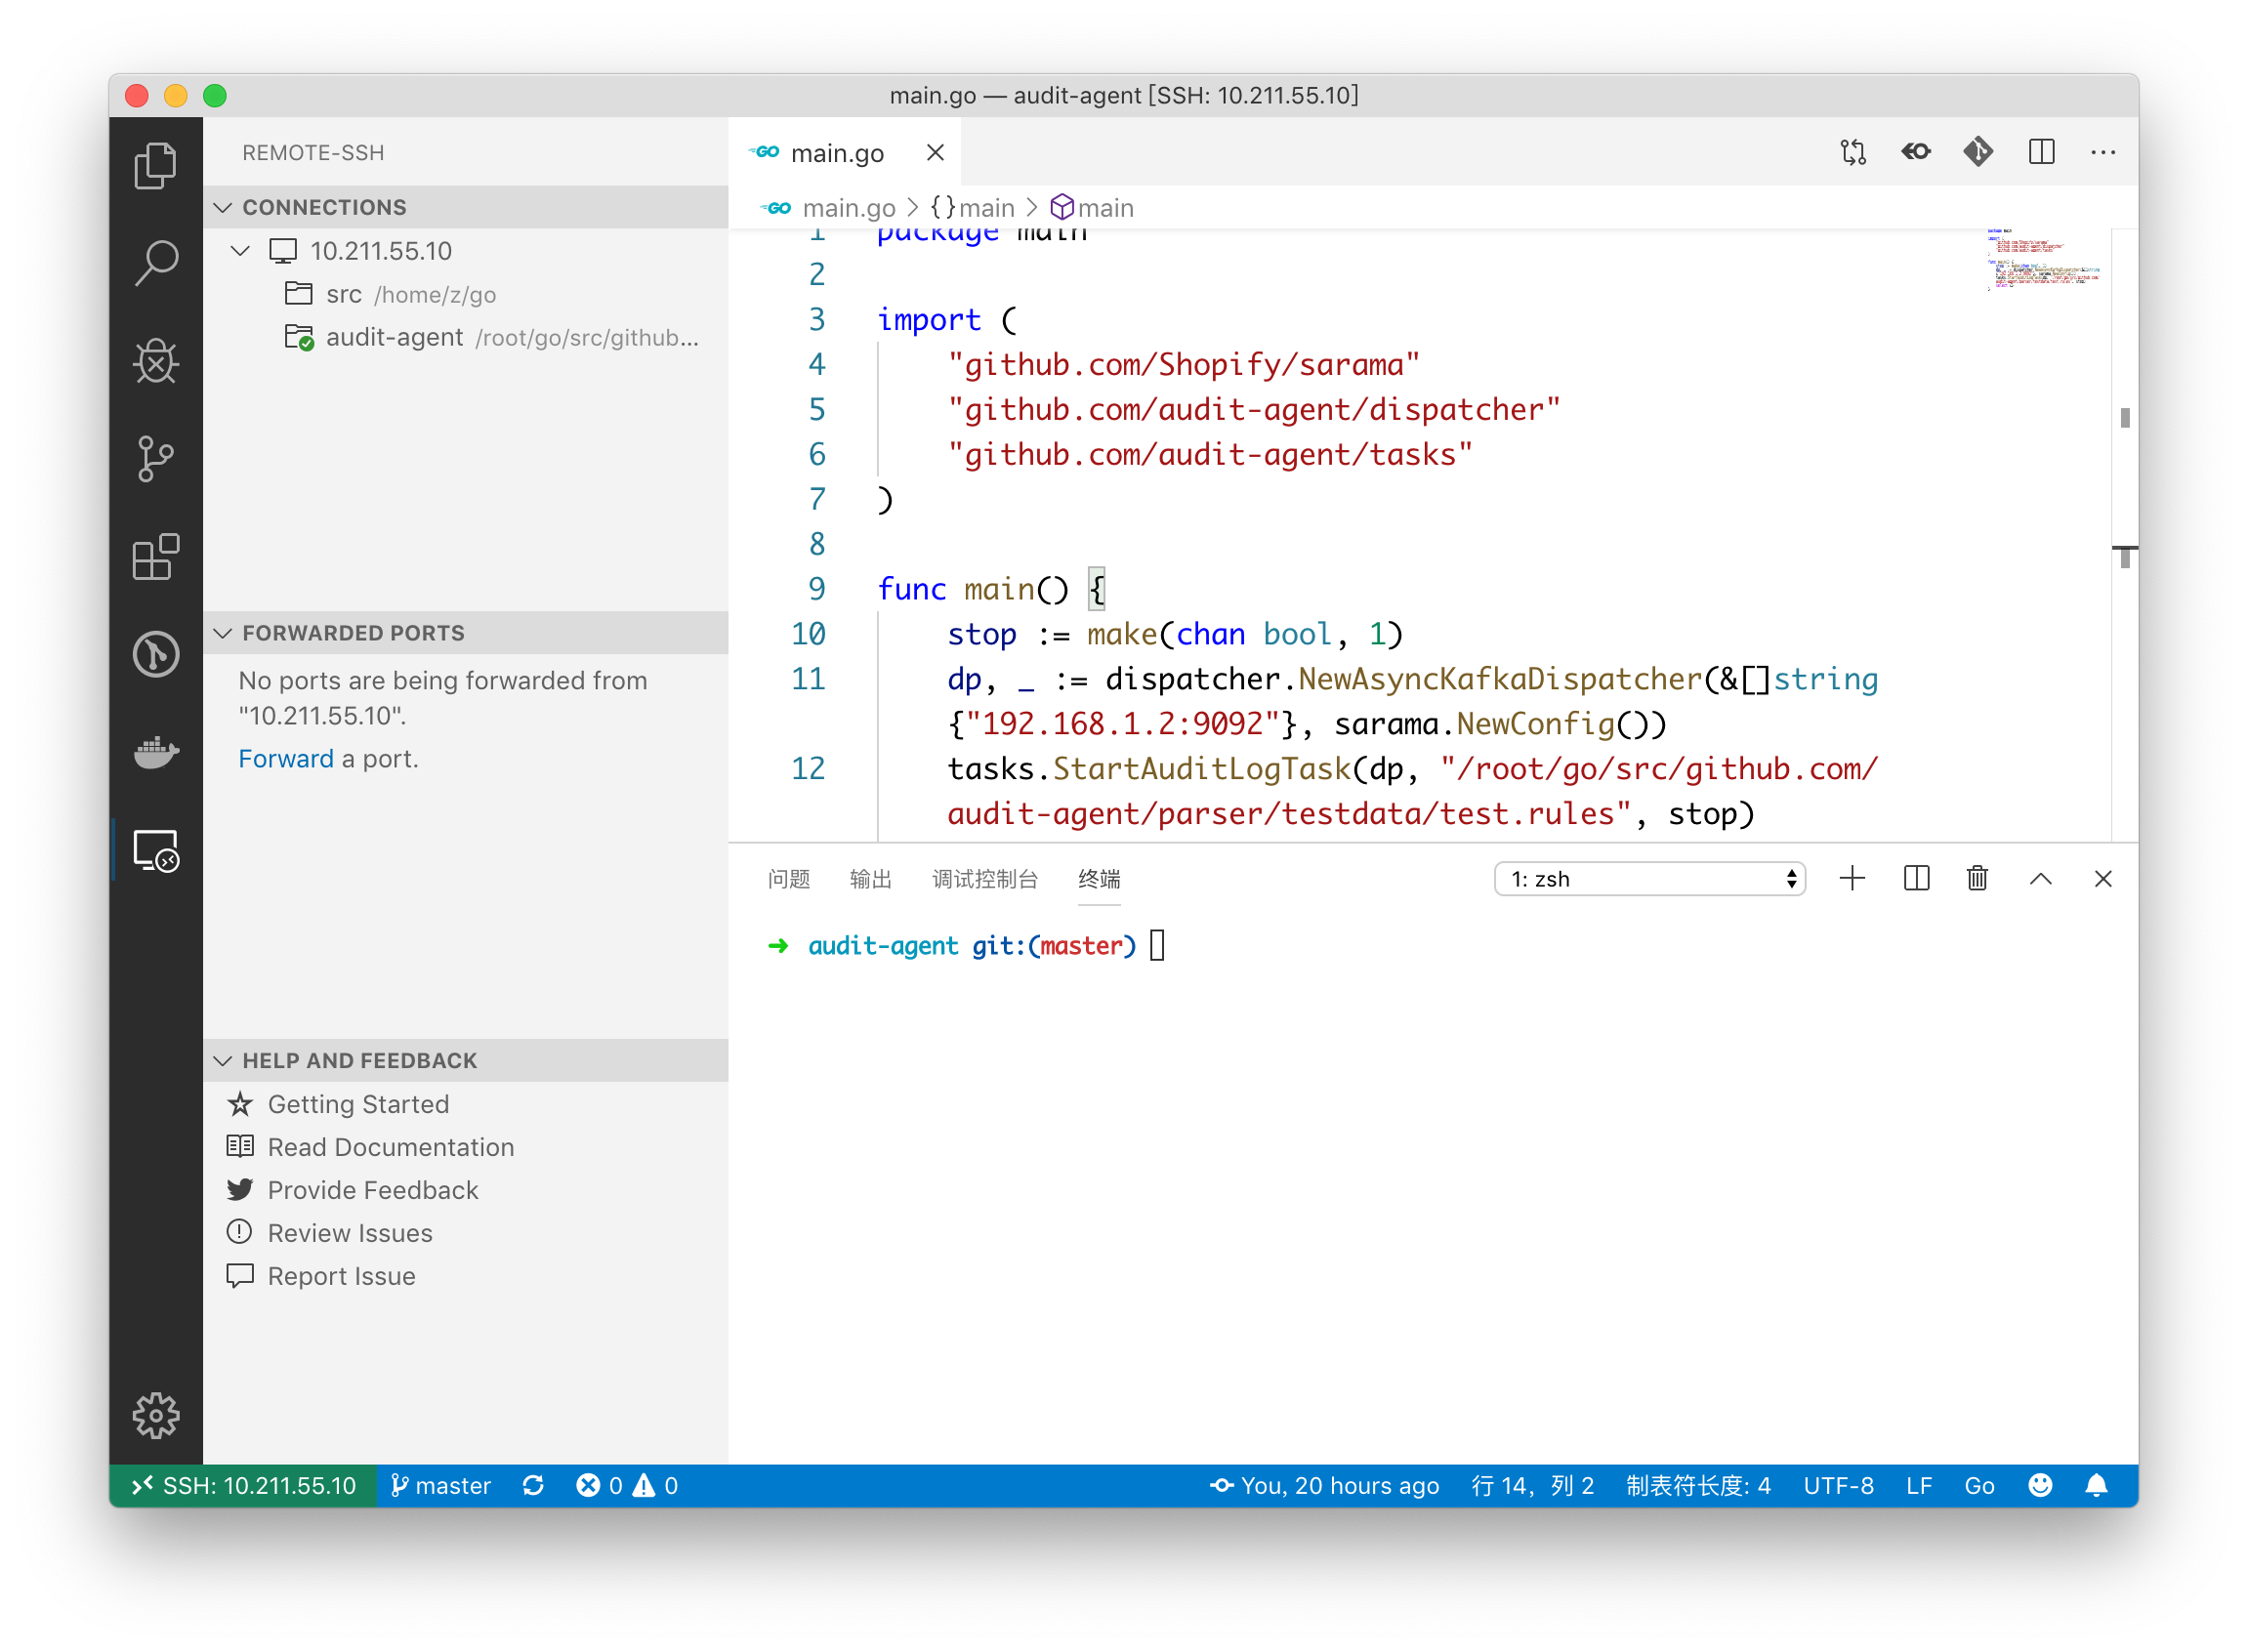 main.go — audit-agent [SSH: 10.211.55.10]
REMOTE-SSH
CONNECTIONS
10.211.55.10
src /home/z/go
audit-agent /root/go/src/github...
FORWARDED PORTS
No ports are being forwarded from
"10.211.55.10".
Forward a port.
HELP AND FEEDBACK
Getting Started
Read Documentation
Provide Feedback
Review Issues
Report Issue
GO main.go
GO main.go > {} main > main
1 package main
2
3 import (
4 "github.com/Shopify/sarama"
5 "github.com/audit-agent/dispatcher"
6 "github.com/audit-agent/tasks"
7 )
8
9 func main() {
10 stop := make(chan bool, 1)
11 dp, _ := dispatcher.NewAsyncKafkaDispatcher(&[]string
{"192.168.1.2:9092"}, sarama.NewConfig())
12 tasks.StartAuditLogTask(dp, "/root/go/src/github.com/
audit-agent/parser/testdata/test.rules", stop)
问题 输出 调试控制台 终端 1: zsh
➜ audit-agent git:(master)
SSH: 10.211.55.10 master 0 0 You, 20 hours ago 行 14，列 2 制表符长度: 4 UTF-8 LF Go